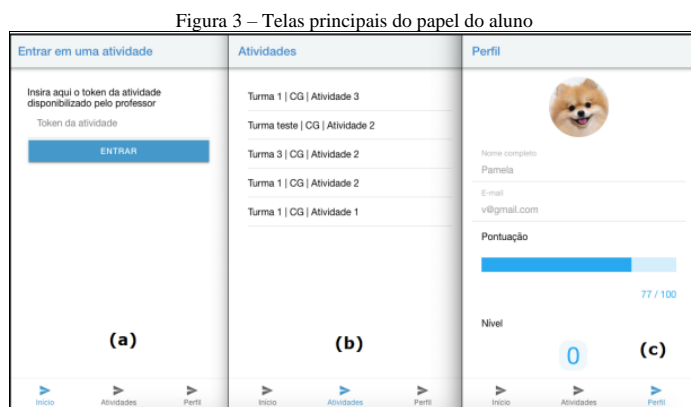 Figura 3 – Telas principais do papel do aluno
Entrar em uma atividade
Insira aqui o token da atividade
disponibilizado pelo professor
Token da atividade
ENTRAR
(a)
Início
Atividades
Perfil
Atividades
Turma 1 | CG | Atividade 3
Turma teste | CG | Atividade 2
Turma 3 | CG | Atividade 2
Turma 1 | CG | Atividade 2
Turma 1 | CG | Atividade 1
(b)
Início
Atividades
Perfil
Perfil
Nome completo
Pamela
E-mail
v@gmail.com
Pontuação
77 / 100
Nível
0
(c)
Início
Atividades
Perfil